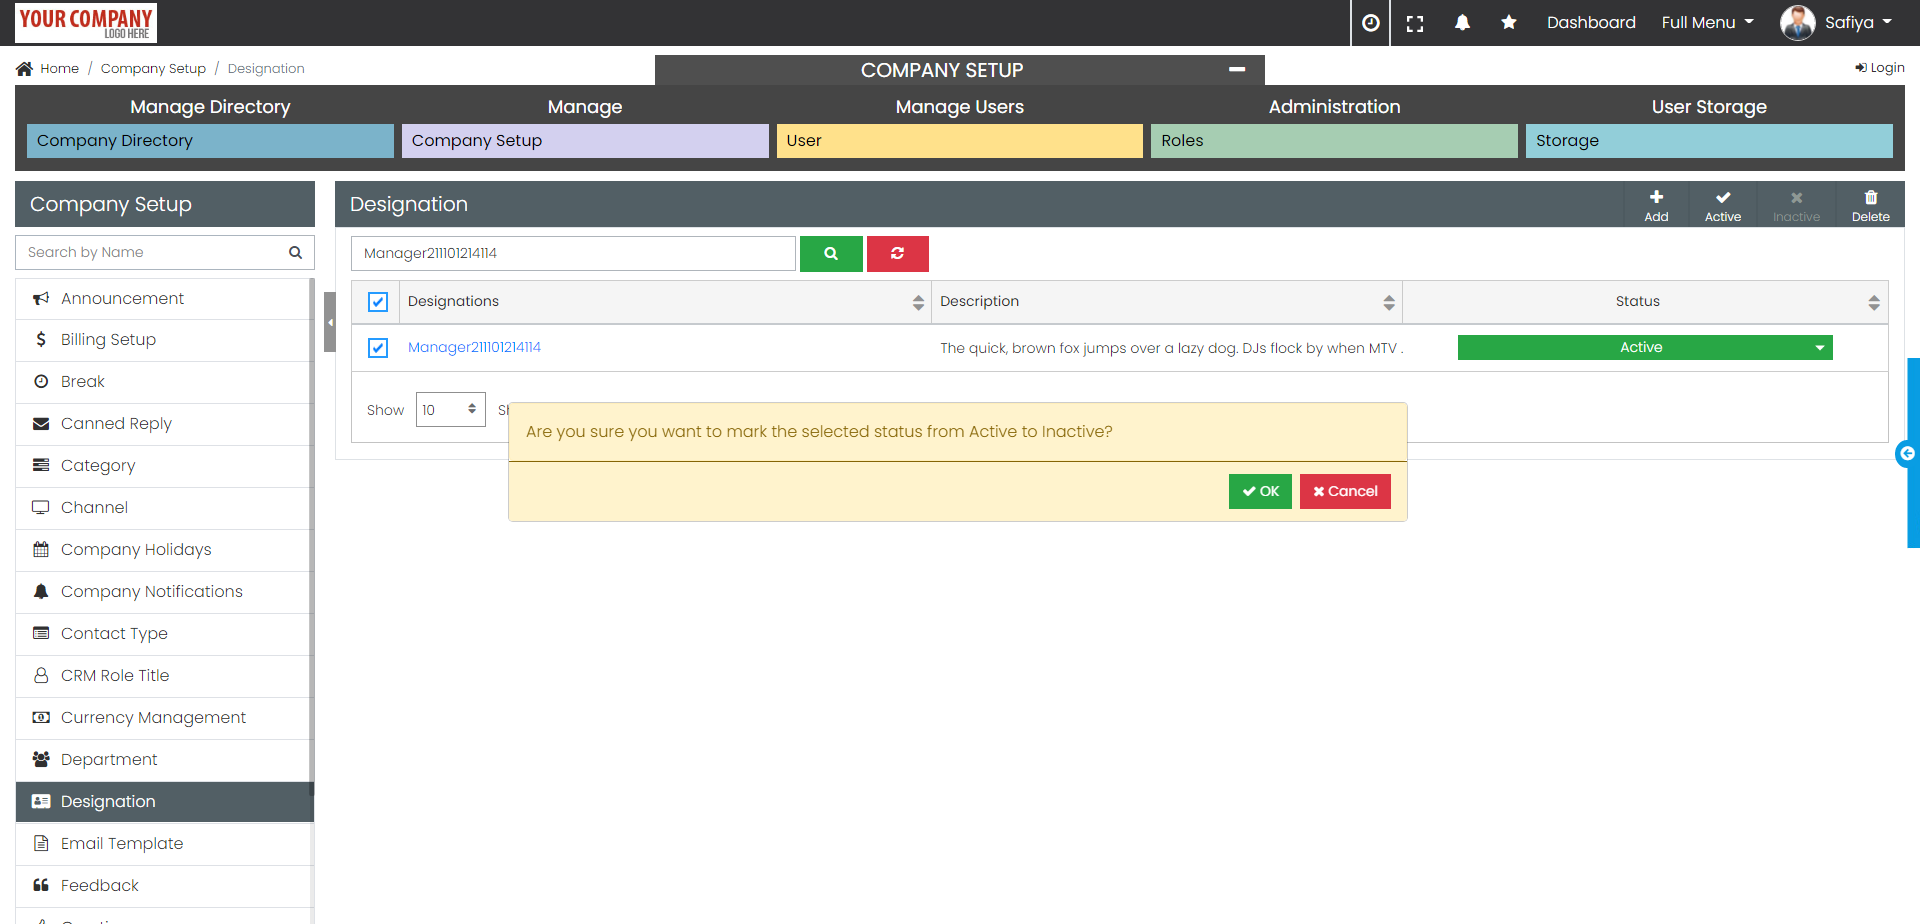 YOUR COMPANY
LOGO HERE
Dashboard
Full Menu
Safiya
Home / Company Setup / Designation
COMPANY SETUP
Login
Manage Directory
Manage
Manage Users
Administration
User Storage
Company Directory
Company Setup
User
Roles
Storage
Company Setup
Search by Name
Announcement
Billing Setup
Break
Canned Reply
Category
Channel
Company Holidays
Company Notifications
Contact Type
CRM Role Title
Currency Management
Department
Designation
Email Template
Feedback
Designation
Add
Active
Inactive
Delete
Manager211101214114
Designations
Description
Status
Manager211101214114
The quick, brown fox jumps over a lazy dog. DJs flock by when MTV .
Active
Show 10
Are you sure you want to mark the selected status from Active to Inactive?
OK
Cancel